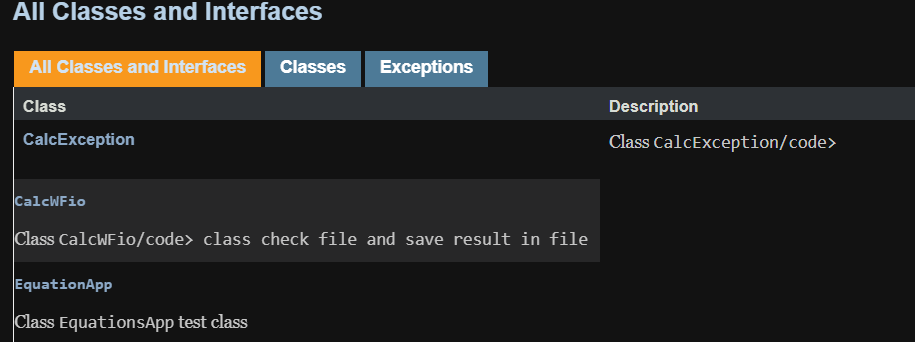 All Classes and Interfaces
All Classes and Interfaces Classes Exceptions
Class Description
CalcException Class CalcException/code>
CalcWFio
Class CalcWFio/code> class check file and save result in file
EquationApp
Class EquationsApp test class